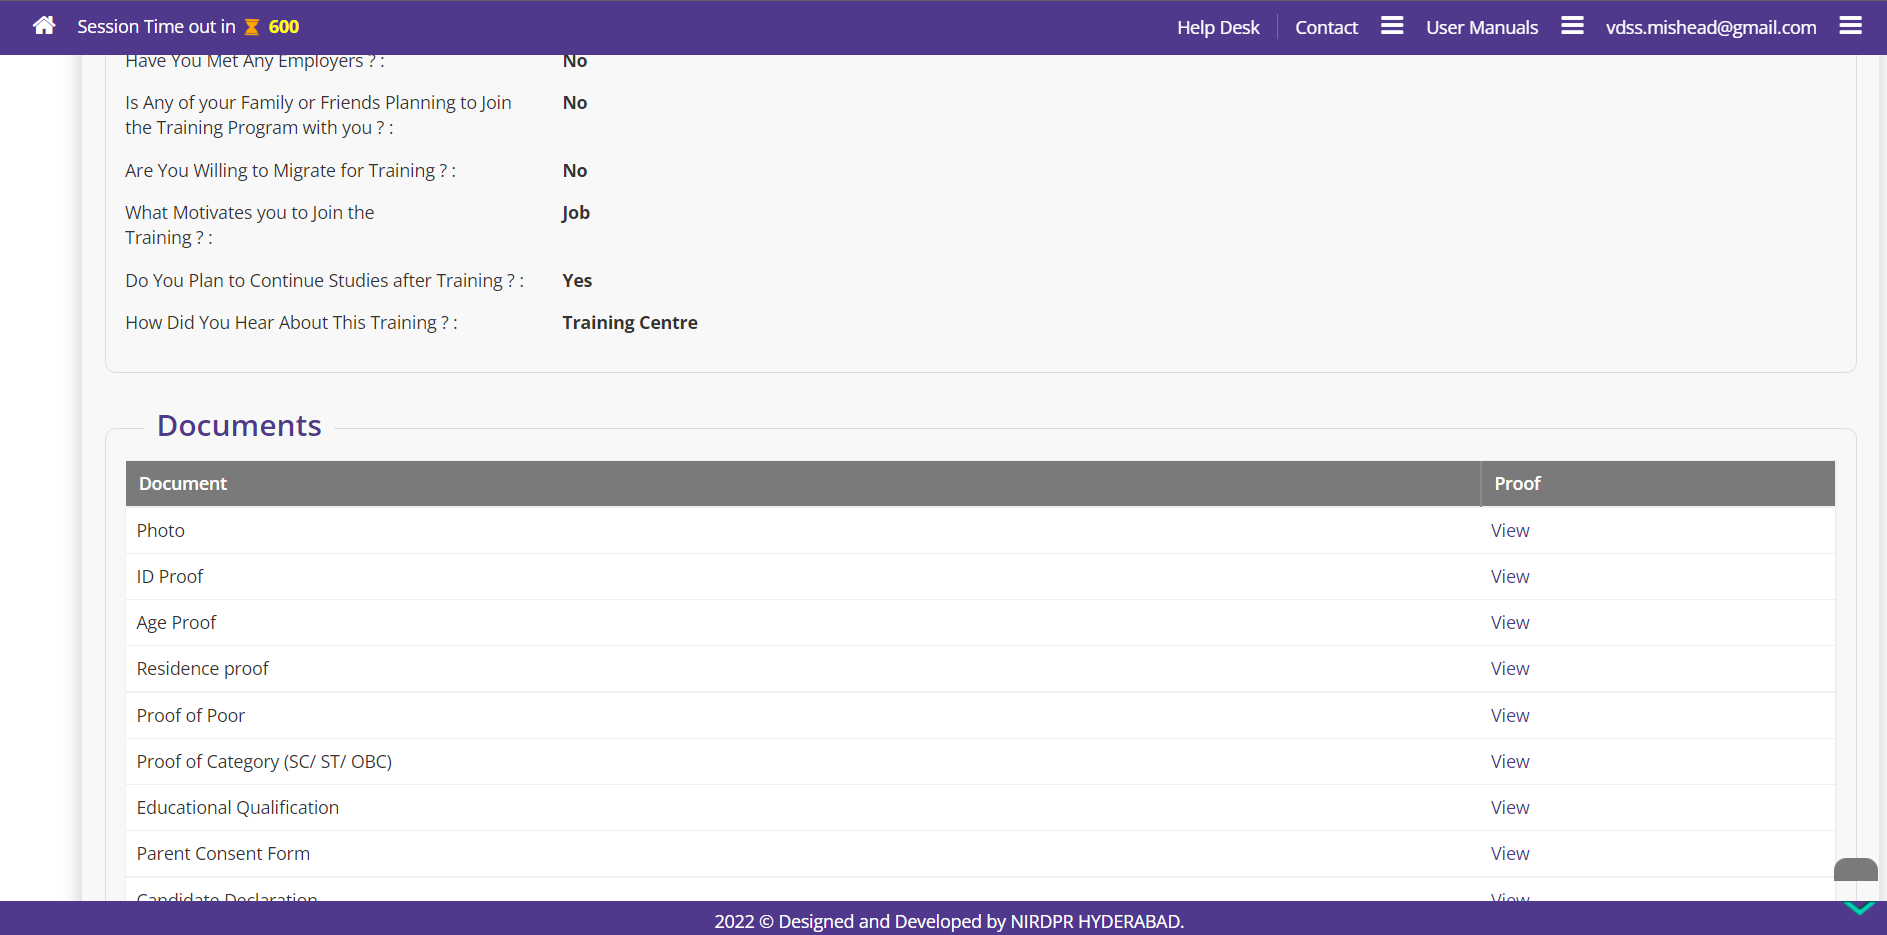 Session Time out in 600
Help Desk
Contact
User Manuals
vdss.mishead@gmail.com
Have You Met Any Employers ? : No
Is Any of your Family or Friends Planning to Join No
the Training Program with you ? :
Are You Willing to Migrate for Training ? : No
What Motivates you to Join the Job
Training ? :
Do You Plan to Continue Studies after Training ? : Yes
How Did You Hear About This Training ? : Training Centre
Documents
Document Proof
Photo View
ID Proof View
Age Proof View
Residence proof View
Proof of Poor View
Proof of Category (SC/ ST/ OBC) View
Educational Qualification View
Parent Consent Form View
Candidate Declaration View
2022 © Designed and Developed by NIRDPR HYDERABAD.